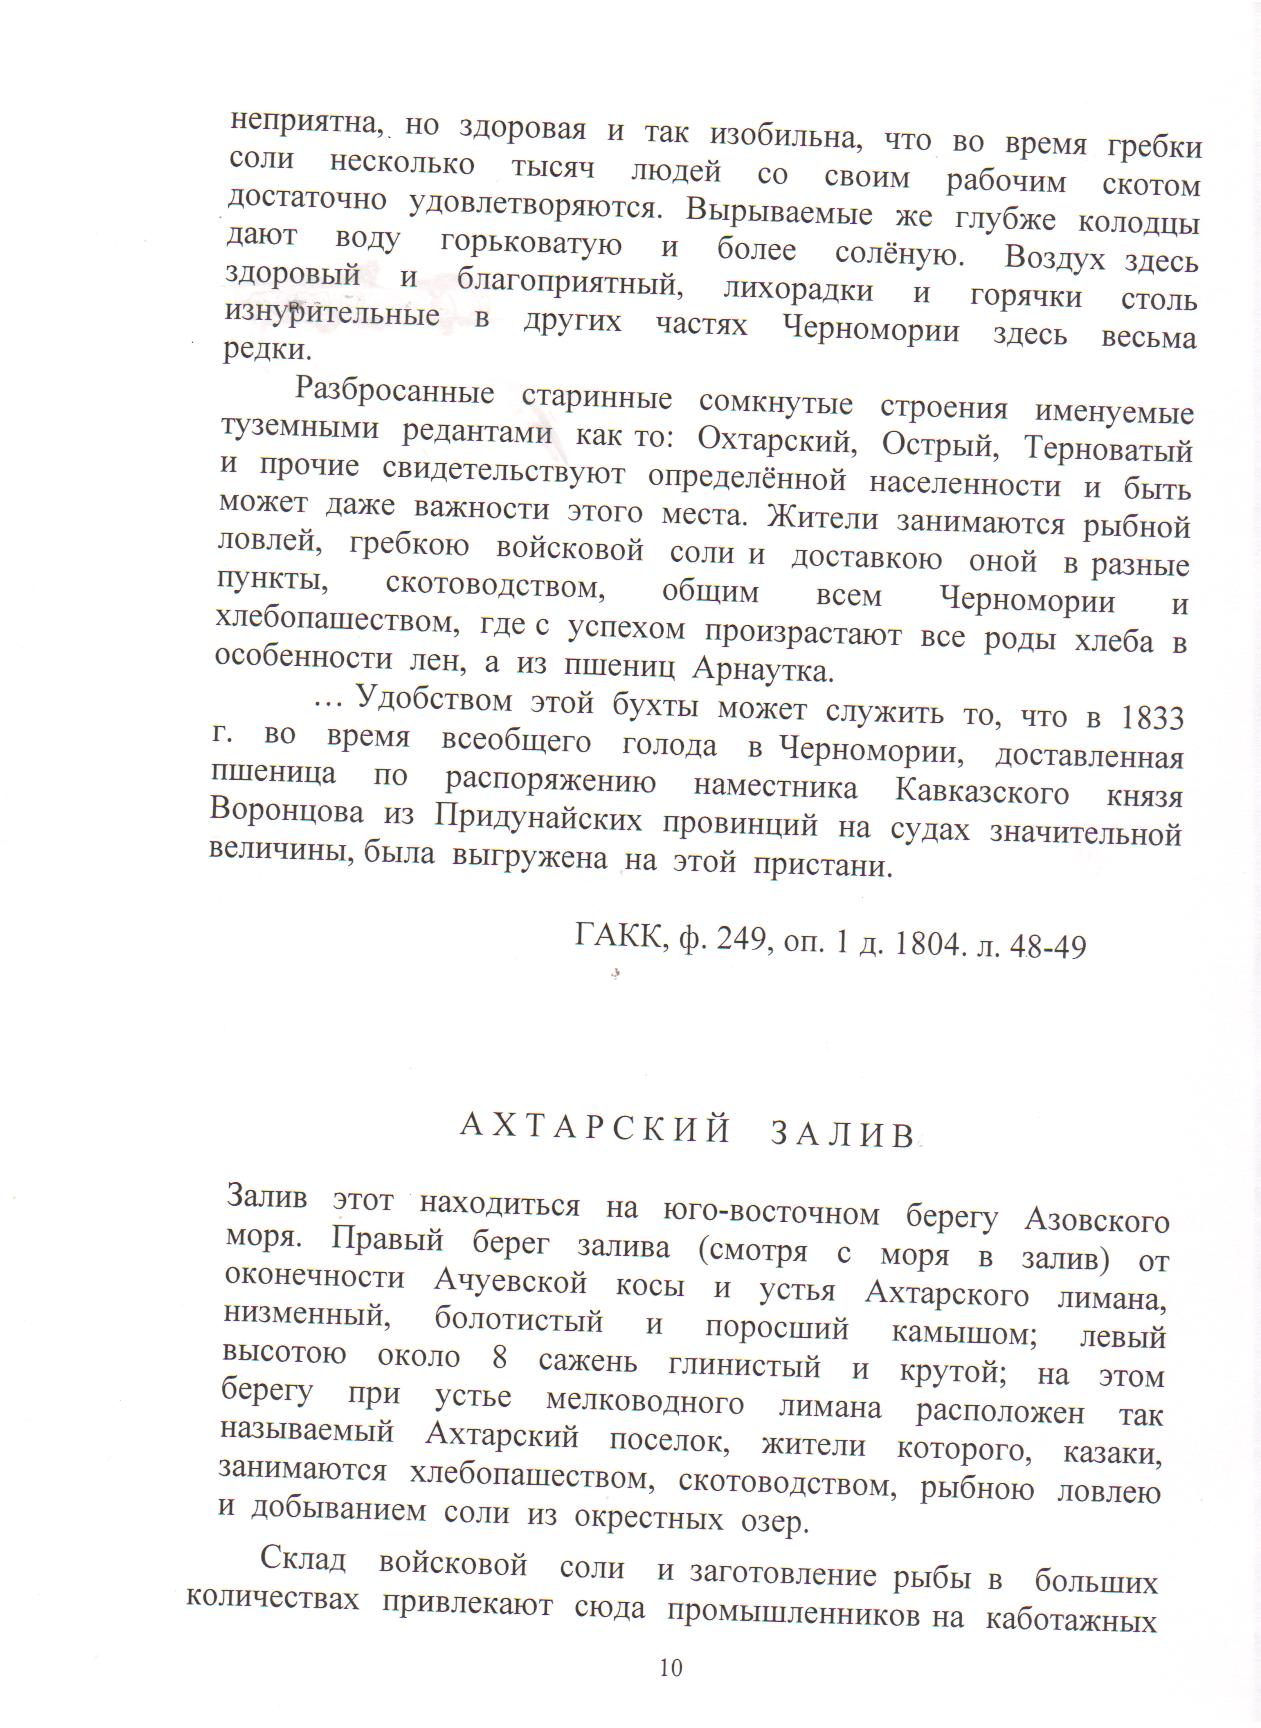 неприятна, но здоровая и так изобильна, что во время гребки
соли несколько тысяч людей со своим рабочим скотом
достаточно удовлетворяются. Вырываемые же глубже колодцы
дают воду горьковатую и более солёную. Воздух здесь
здоровый и благоприятный, лихорадки и горячки столь
изнурительные в других частях Черномории здесь весьма
редки.
Разбросанные старинные сомкнутые строения именуемые
туземными редантами как то: Охтарский, Острый, Терноватый
и прочие свидетельствуют определённой населенности и быть
может даже важности этого места. Жители занимаются рыбной
ловлей, гребкою войсковой соли и доставкою оной в разные
пункты, скотоводством, общим всем Черномории и
хлебопашеством, где с успехом произрастают все роды хлеба в
особенности лен, а из пшениц Арнаутка.
... Удобством этой бухты может служить то, что в 1833
г. во время всеобщего голода в Черномории, доставленная
пшеница по распоряжению наместника Кавказского князя
Воронцова из Придунайских провинций на судах значительной
величины, была выгружена на этой пристани.
ГАКК, ф. 249, оп. 1 д. 1804. л. 48-49
АХТАРСКИЙ ЗАЛИВ
Залив этот находиться на юго-восточном берегу Азовского
моря. Правый берег залива (смотря с моря в залив) от
оконечности Ачуевской косы и устья Ахтарского лимана,
низменный, болотистый и поросший камышом; левый
высотою около 8 сажень глинистый и крутой; на этом
берегу при устье мелководного лимана расположен так
называемый Ахтарский поселок, жители которого, казаки,
занимаются хлебопашеством, скотоводством, рыбною ловлею
и добыванием соли из окрестных озер.
Склад войсковой соли и заготовление рыбы в больших
количествах привлекают сюда промышленников на каботажных
10